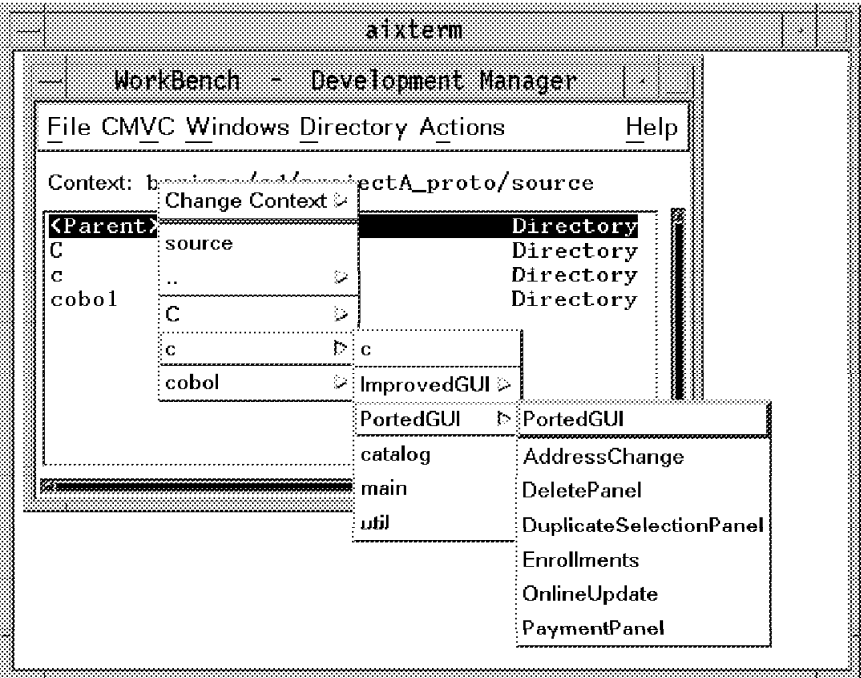 aixterm
WorkBench - Development Manager
File CMVC Windows Directory Actions Help
Context: ectA_proto/source
Change Context
<Parent> Directory
C Directory
c Directory
cobol Directory
source
..
C
c
cobol
c
ImprovedGUI
PortedGUI
catalog
main
util
PortedGUI
AddressChange
DeletePanel
DuplicateSelectionPanel
Enrollments
OnlineUpdate
PaymentPanel